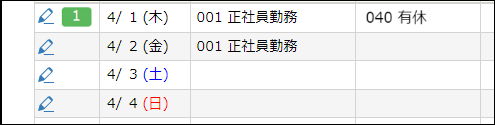 1 4/ 1 (木) 001 正社員勤務 040 有休
4/ 2 (金) 001 正社員勤務
4/ 3 (土)
4/ 4 (日)